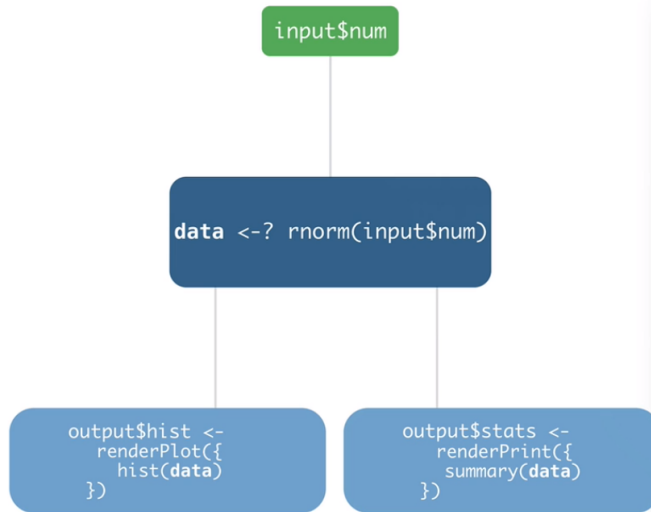 input$num
data <-? rnorm(input$num)
output$hist <-
renderPlot({
hist(data)
})
output$stats <-
renderPrint({
summary(data)
})